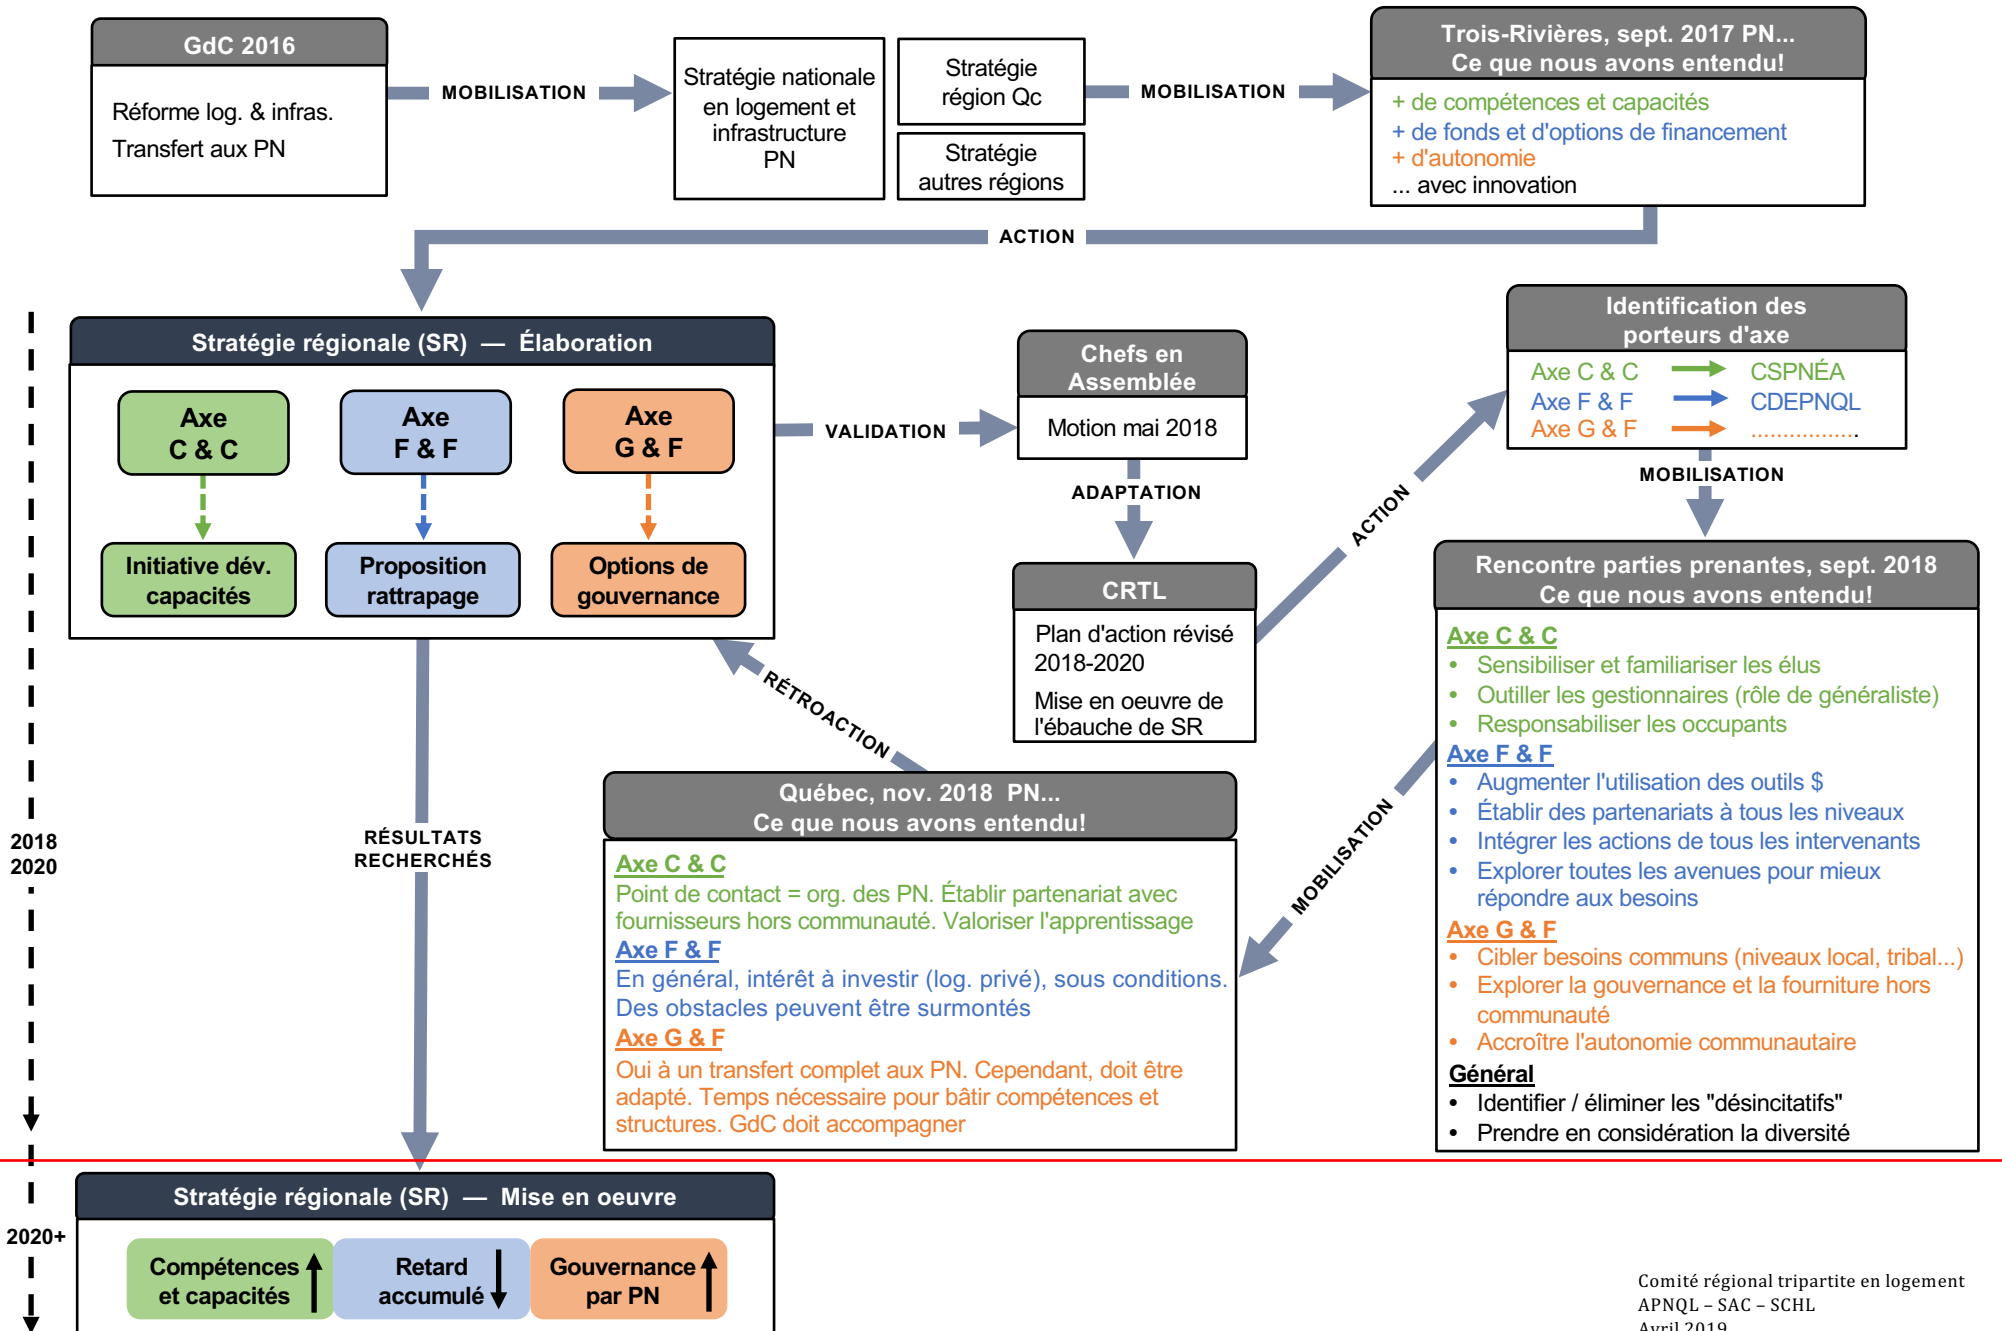 GdC 2016
Réforme log. & infras.
Transfert aux PN
MOBILISATION
Stratégie nationale
en logement et
infrastructure
PN
Stratégie
région Qc
Stratégie
autres régions
MOBILISATION
Trois-Rivières, sept. 2017 PN...
Ce que nous avons entendu!
+ de compétences et capacités
+ de fonds et d'options de financement
+ d'autonomie
... avec innovation
ACTION
Stratégie régionale (SR) — Élaboration
Axe
C & C
Axe
F & F
Axe
G & F
Initiative dév.
capacités
Proposition
rattrapage
Options de
gouvernance
VALIDATION
Chefs en
Assemblée
Motion mai 2018
ADAPTATION
CRTL
Plan d'action révisé
2018-2020
Mise en oeuvre de
l'ébauche de SR
ACTION
Identification des
porteurs d'axe
Axe C & C CSPNÉA
Axe F & F CDEPNQL
Axe G & F ................
MOBILISATION
Rencontre parties prenantes, sept. 2018
Ce que nous avons entendu!
Axe C & C
• Sensibiliser et familiariser les élus
• Outiller les gestionnaires (rôle de généraliste)
• Responsabiliser les occupants
Axe F & F
• Augmenter l'utilisation des outils $
• Établir des partenariats à tous les niveaux
• Intégrer les actions de tous les intervenants
• Explorer toutes les avenues pour mieux
répondre aux besoins
Axe G & F
• Cibler besoins communs (niveaux local, tribal...)
• Explorer la gouvernance et la fourniture hors
communauté
• Accroître l'autonomie communautaire
Général
• Identifier / éliminer les "désincitatifs"
• Prendre en considération la diversité
MOBILISATION
Québec, nov. 2018 PN...
Ce que nous avons entendu!
Axe C & C
Point de contact = org. des PN. Établir partenariat avec
fournisseurs hors communauté. Valoriser l'apprentissage
Axe F & F
En général, intérêt à investir (log. privé), sous conditions.
Des obstacles peuvent être surmontés
Axe G & F
Oui à un transfert complet aux PN. Cependant, doit être
adapté. Temps nécessaire pour bâtir compétences et
structures. GdC doit accompagner
RÉTROACTION
RÉSULTATS
RECHERCHÉS
2018
2020
Stratégie régionale (SR) — Mise en oeuvre
2020+
Compétences
et capacités
Retard
accumulé
Gouvernance
par PN
Comité régional tripartite en logement
APNQL – SAC – SCHL
Avril 2019